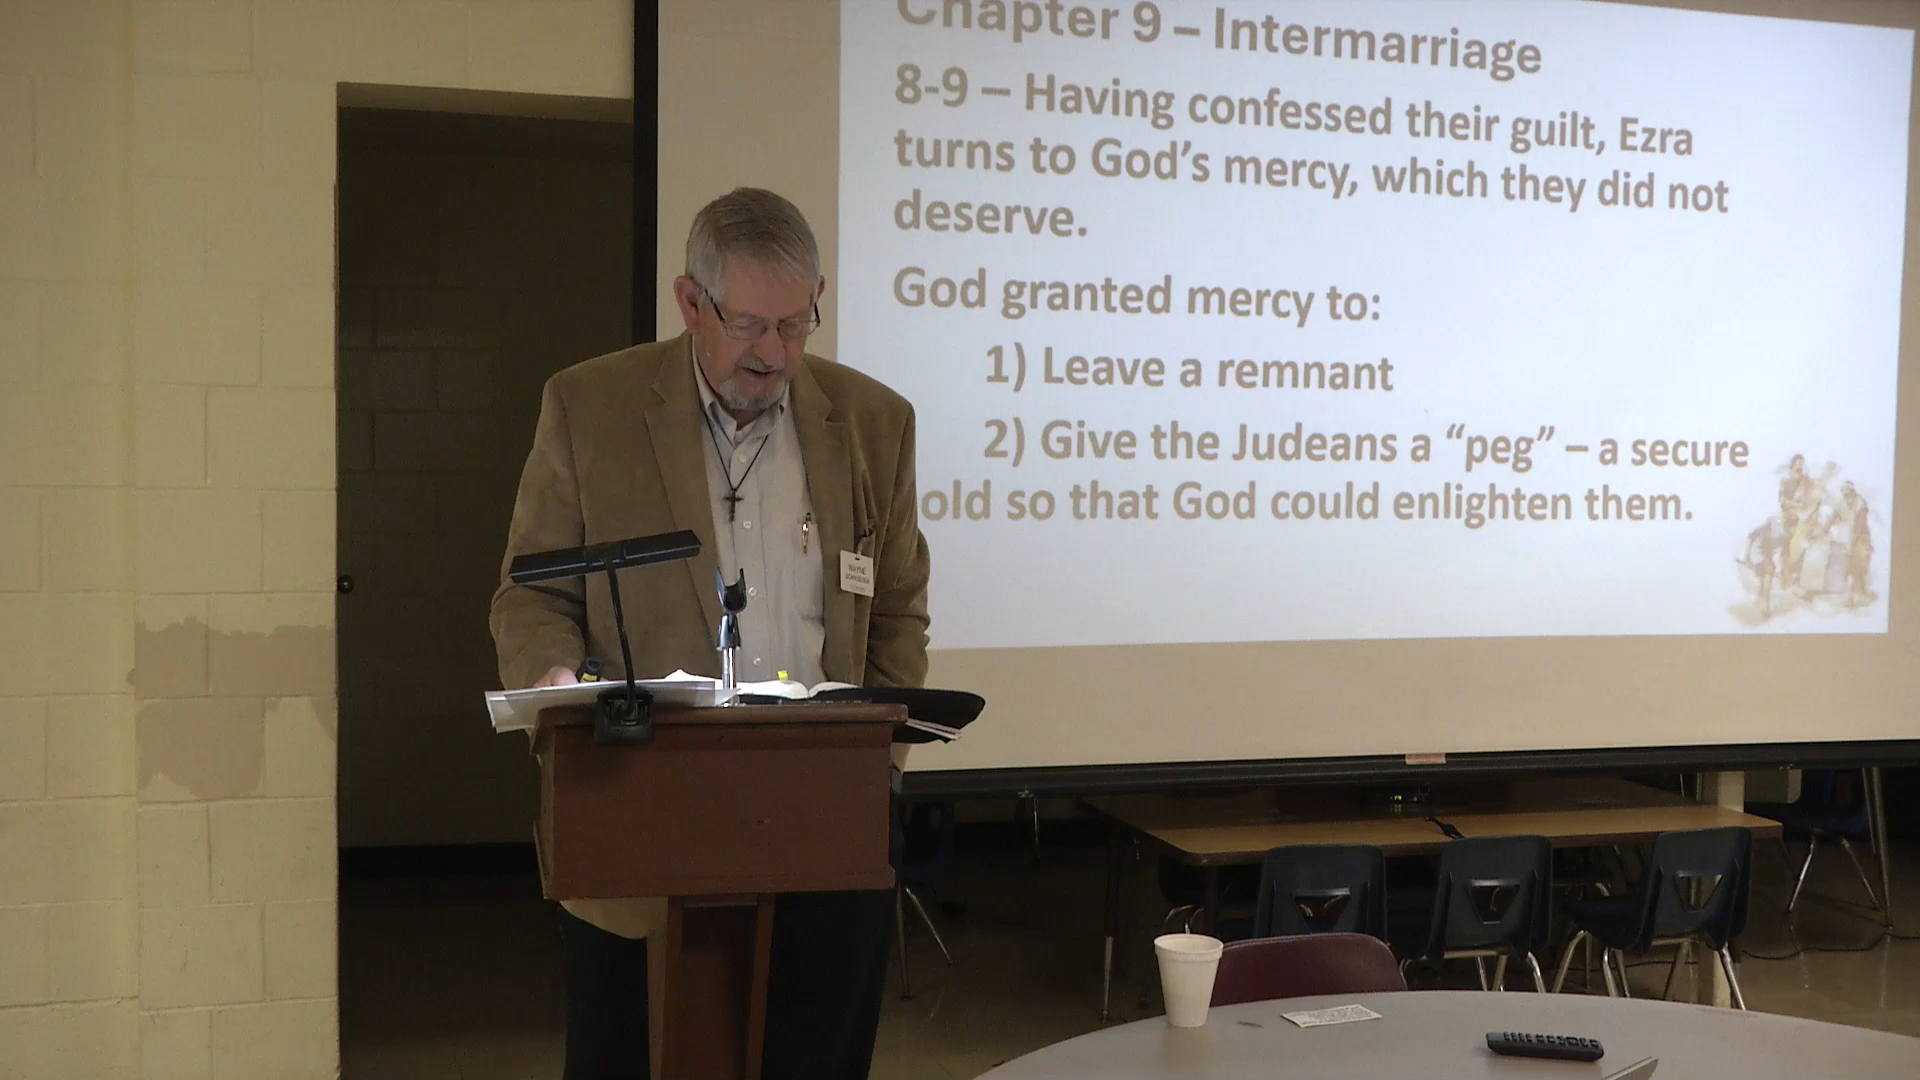 Chapter 9 – Intermarriage
8-9 – Having confessed their guilt, Ezra
turns to God's mercy, which they did not
deserve.
God granted mercy to:
1) Leave a remnant
2) Give the Judeans a “peg” – a secure
old so that God could enlighten them.
WAYNE